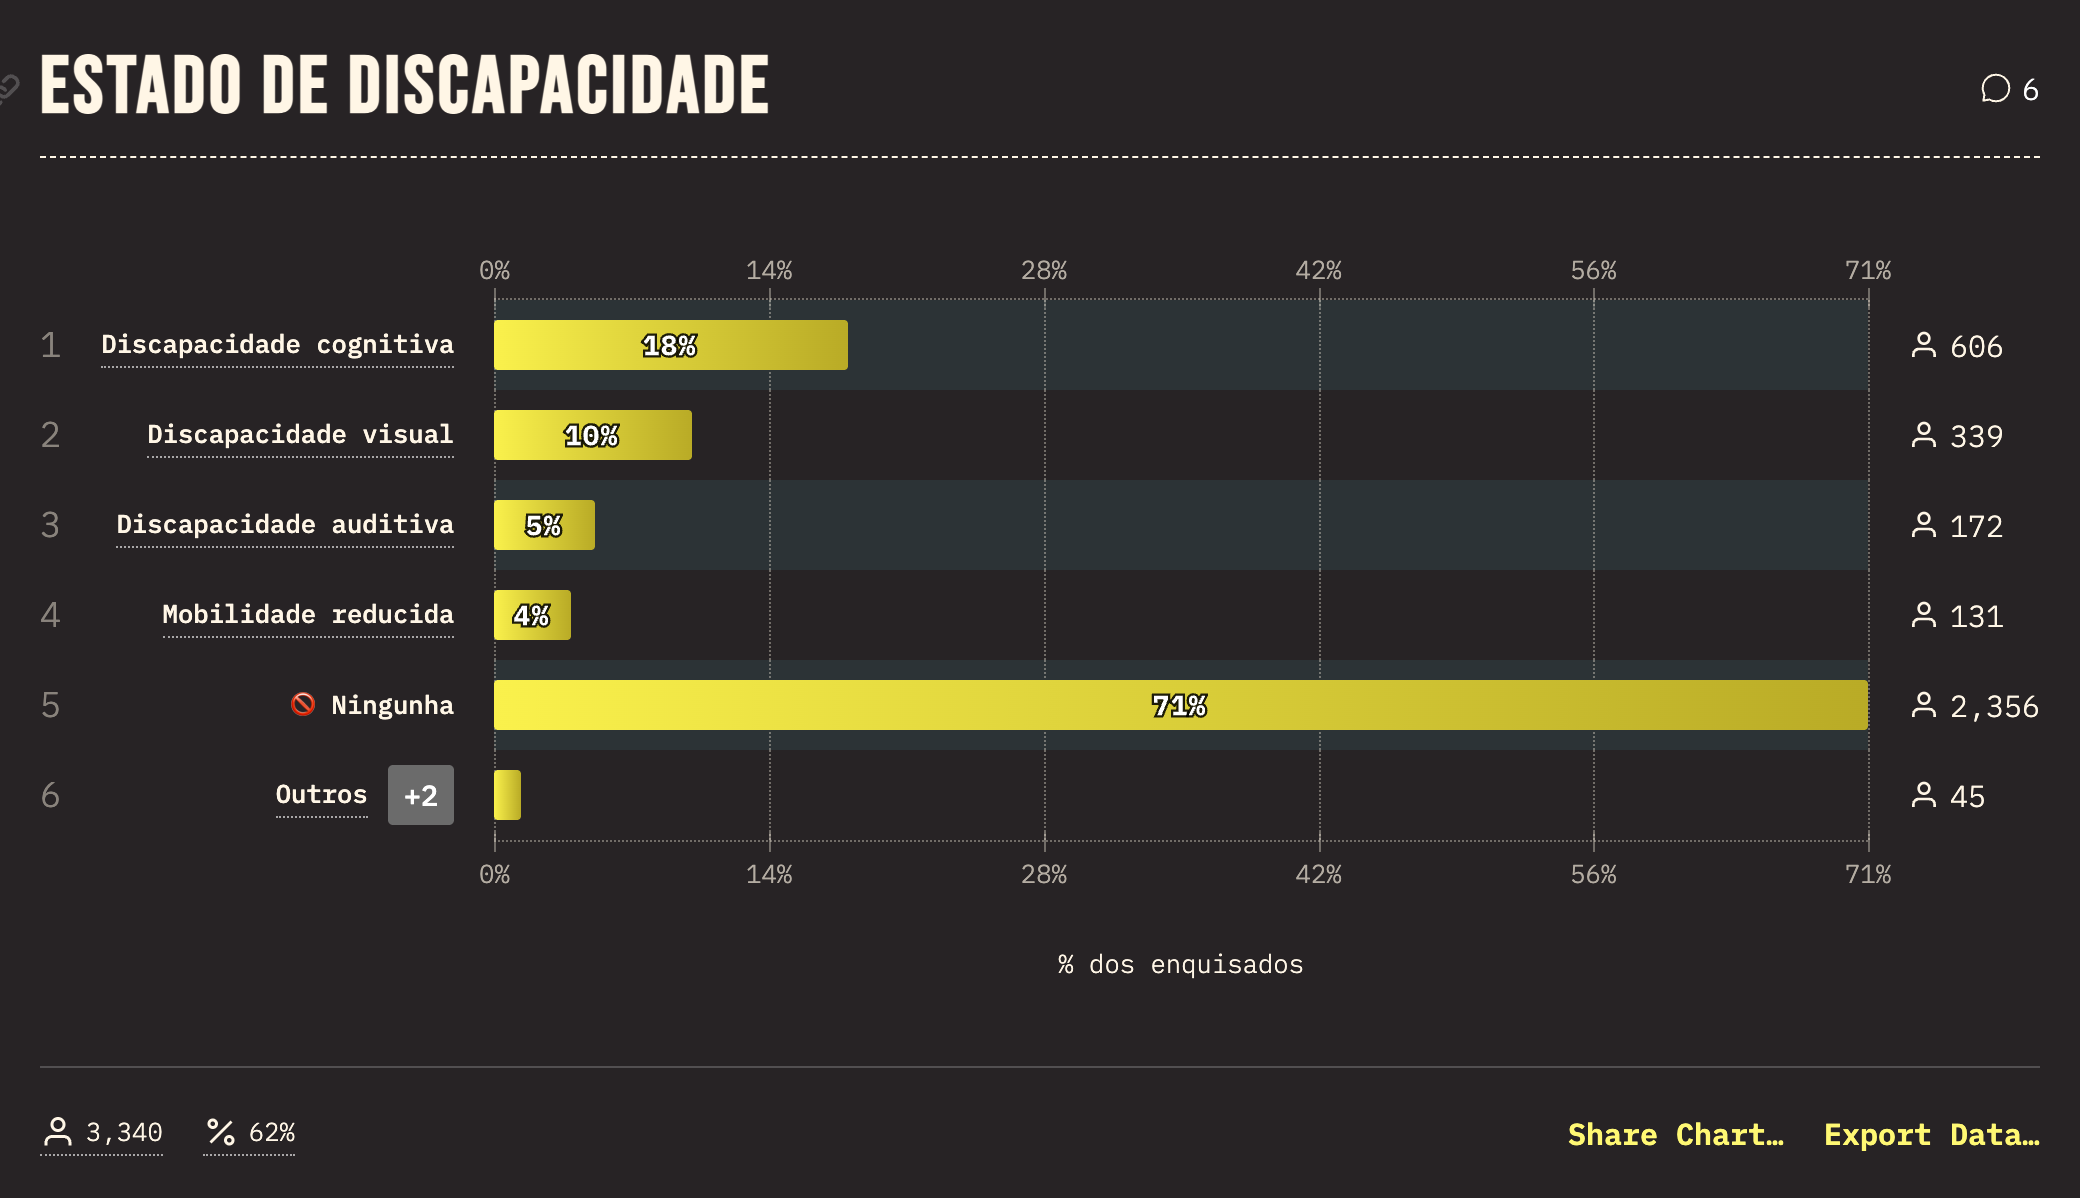 ESTADO DE DISCAPACIDADE
6
0% 14% 28% 42% 56% 71%
1 Discapacidade cognitiva 18% 606
2 Discapacidade visual 10% 339
3 Discapacidade auditiva 5% 172
4 Mobilidade reducida 4% 131
5 🚫 Ningunha 71% 2,356
6 Outros +2 45
0% 14% 28% 42% 56% 71%
% dos enquisados
3,340 62% Share Chart… Export Data…